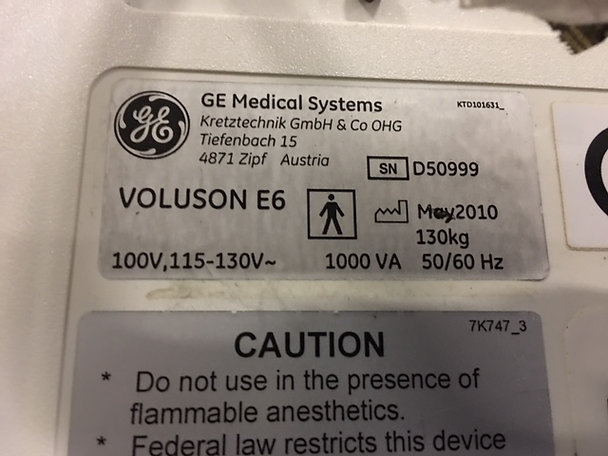 GE
GE Medical Systems
KTD101631_
Kretztechnik GmbH & Co OHG
Tiefenbach 15
4871 Zipf Austria
SN D50999
VOLUSON E6
May2010
130kg
100V,115-130V~ 1000 VA 50/60 Hz
7K747_3
CAUTION
* Do not use in the presence of
flammable anesthetics.
* Federal law restricts this device